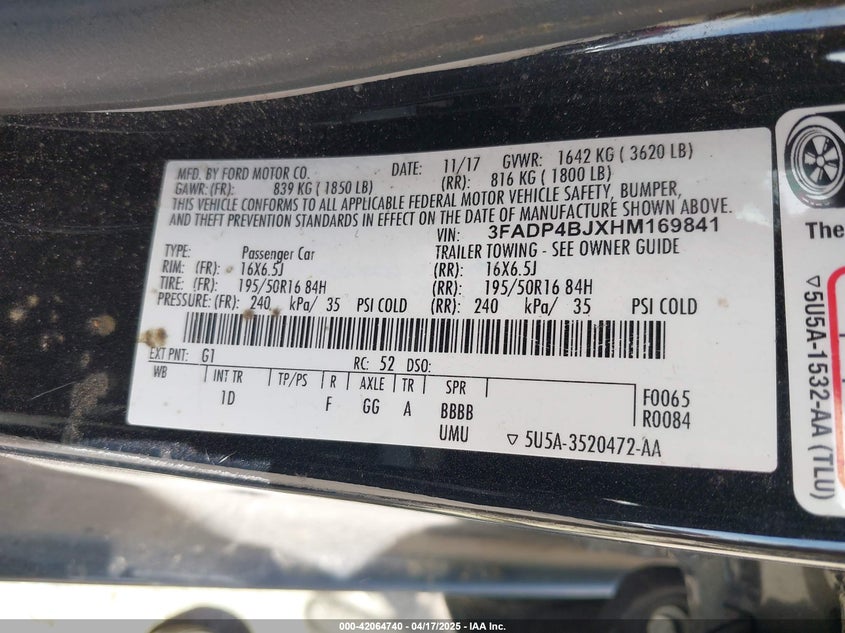 MFD. BY FORD MOTOR CO. DATE: 11/17 GVWR: 1642 KG ( 3620 LB)
GAWR: (FR): 839 KG ( 1850 LB) (RR): 816 KG ( 1800 LB)
THIS VEHICLE CONFORMS TO ALL APPLICABLE FEDERAL MOTOR VEHICLE SAFETY, BUMPER,
AND THEFT PREVENTION STANDARDS IN EFFECT ON THE DATE OF MANUFACTURE SHOWN ABOVE.
VIN: 3FADP4BJXHM169841
TYPE: Passenger Car TRAILER TOWING - SEE OWNER GUIDE
RIM: (FR): 16X6.5J (RR): 16X6.5J
TIRE: (FR): 195/50R16 84H (RR): 195/50R16 84H
PRESSURE: (FR): 240 kPa/ 35 PSI COLD (RR): 240 kPa/ 35 PSI COLD
EXT PNT: G1 RC: 52 DSO:
WB INT TR TP/PS R AXLE TR SPR
1D F GG A BBBB
UMU
F0065
R0084
▽ 5U5A-3520472-AA
The
▽ 5U5A-1532-AA (TLU)
000-42064740 - 04/17/2025 - IAA Inc.